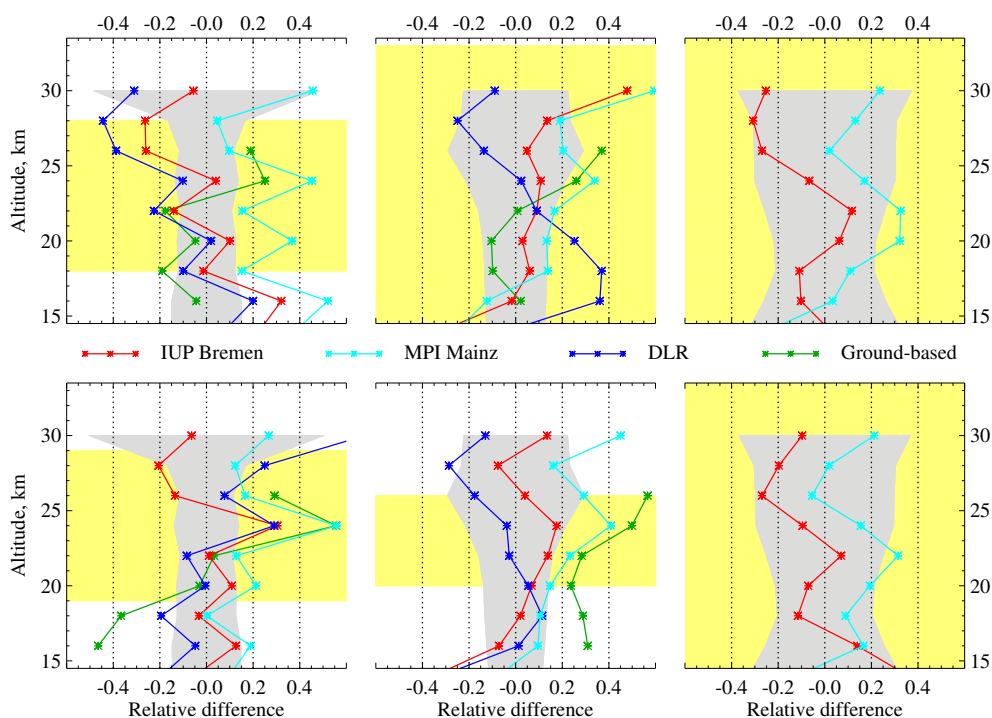 -0.4 -0.2 -0.0 0.2 0.4 -0.4 -0.2 -0.0 0.2 0.4 -0.4 -0.2 0.0 0.2 0.4
30 30
25 25
20 20
15 15
Altitude, km
IUP Bremen MPI Mainz DLR Ground-based
30 30
25 25
20 20
15 15
Altitude, km
-0.4 -0.2 -0.0 0.2 0.4 -0.4 -0.2 -0.0 0.2 0.4 -0.4 -0.2 0.0 0.2 0.4
Relative difference Relative difference Relative difference